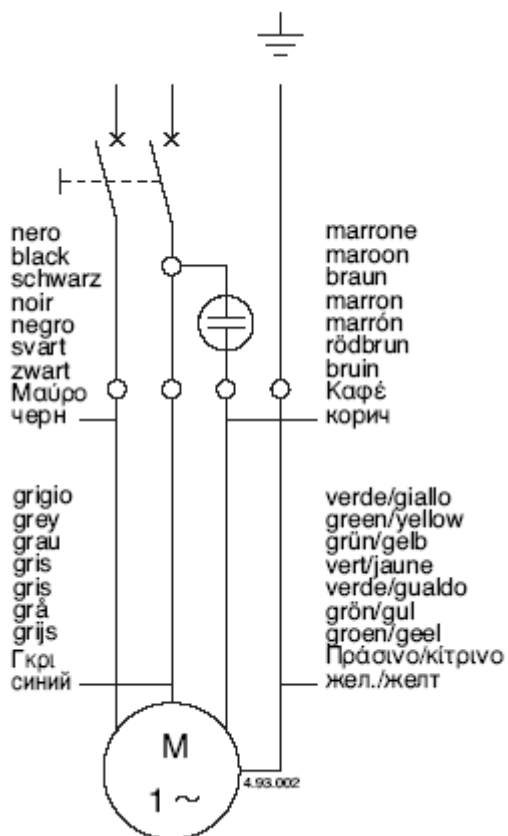 nero
black
schwarz
noir
negro
svart
zwart
Μαύρο
черн
marrone
maroon
braun
marron
marrón
rödbrun
bruin
Καφέ
корич
grigio
grey
grau
gris
gris
grå
grijs
Γκρι
синий
verde/giallo
green/yellow
grün/gelb
vert/jaune
verde/gualdo
grön/gul
groen/geel
Πράσινο/κίτρινο
жел./желт
M
1 ~
4.93.002